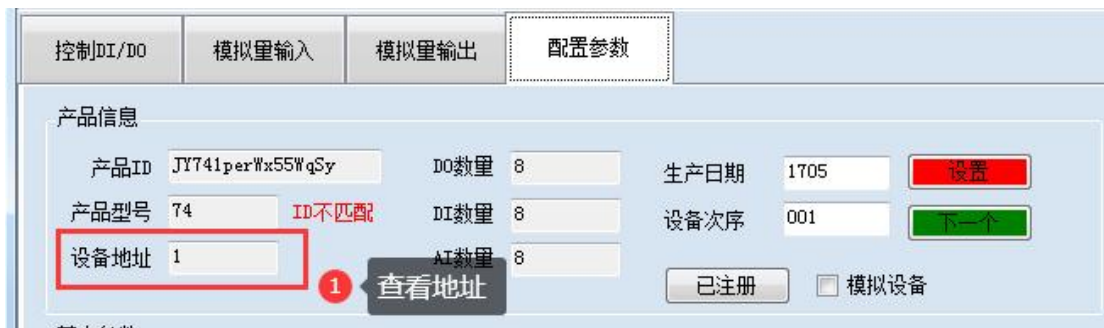 控制DI/DO 模拟量输入 模拟量输出 配置参数
产品信息
产品ID JY741perWx55WqSy DO数量 8 生产日期 1705 设置
产品型号 74 ID不匹配 DI数量 8 设备次序 001 下一个
设备地址 1 AI数量 8
1 查看地址 已注册 模拟设备